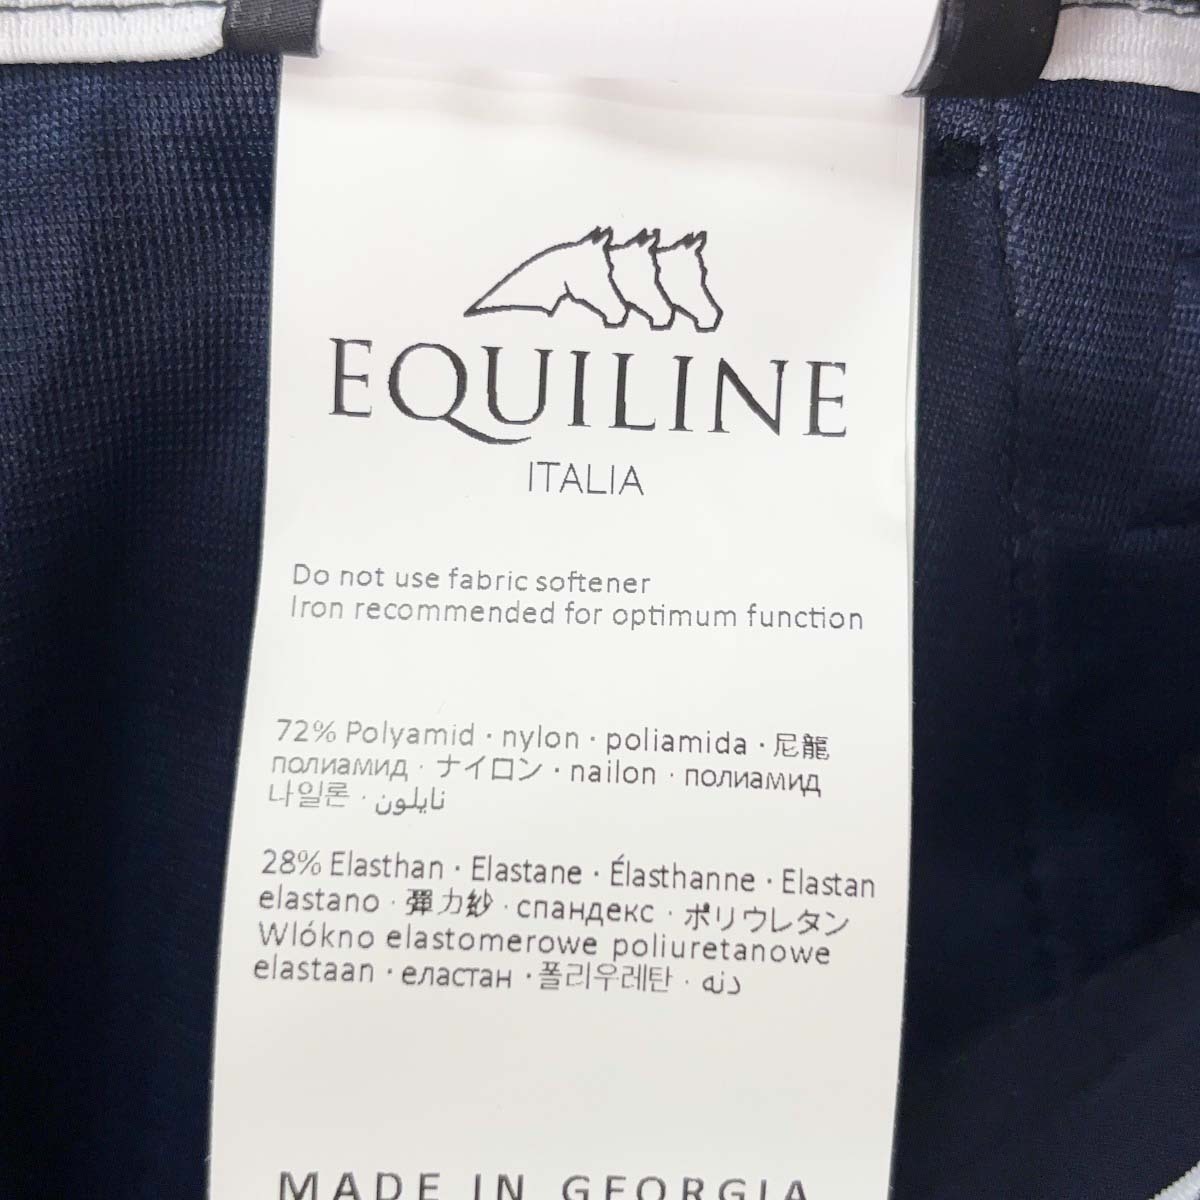 EQUILINE
ITALIA
Do not use fabric softener
Iron recommended for optimum function
72% Polyamid · nylon · poliamida · 尼龍
полиамид · ナイロン · nailon · полиамид
나일론 · نايلون
28% Elasthan · Elastane · Élasthanne · Elastan
elastano · 彈力紗 · спандекс · ポリウレタン
Wlókno elastomerowe poliuretanowe
elastaan · еластан · 폴리우레탄 · دنه
MADE IN GEORGIA